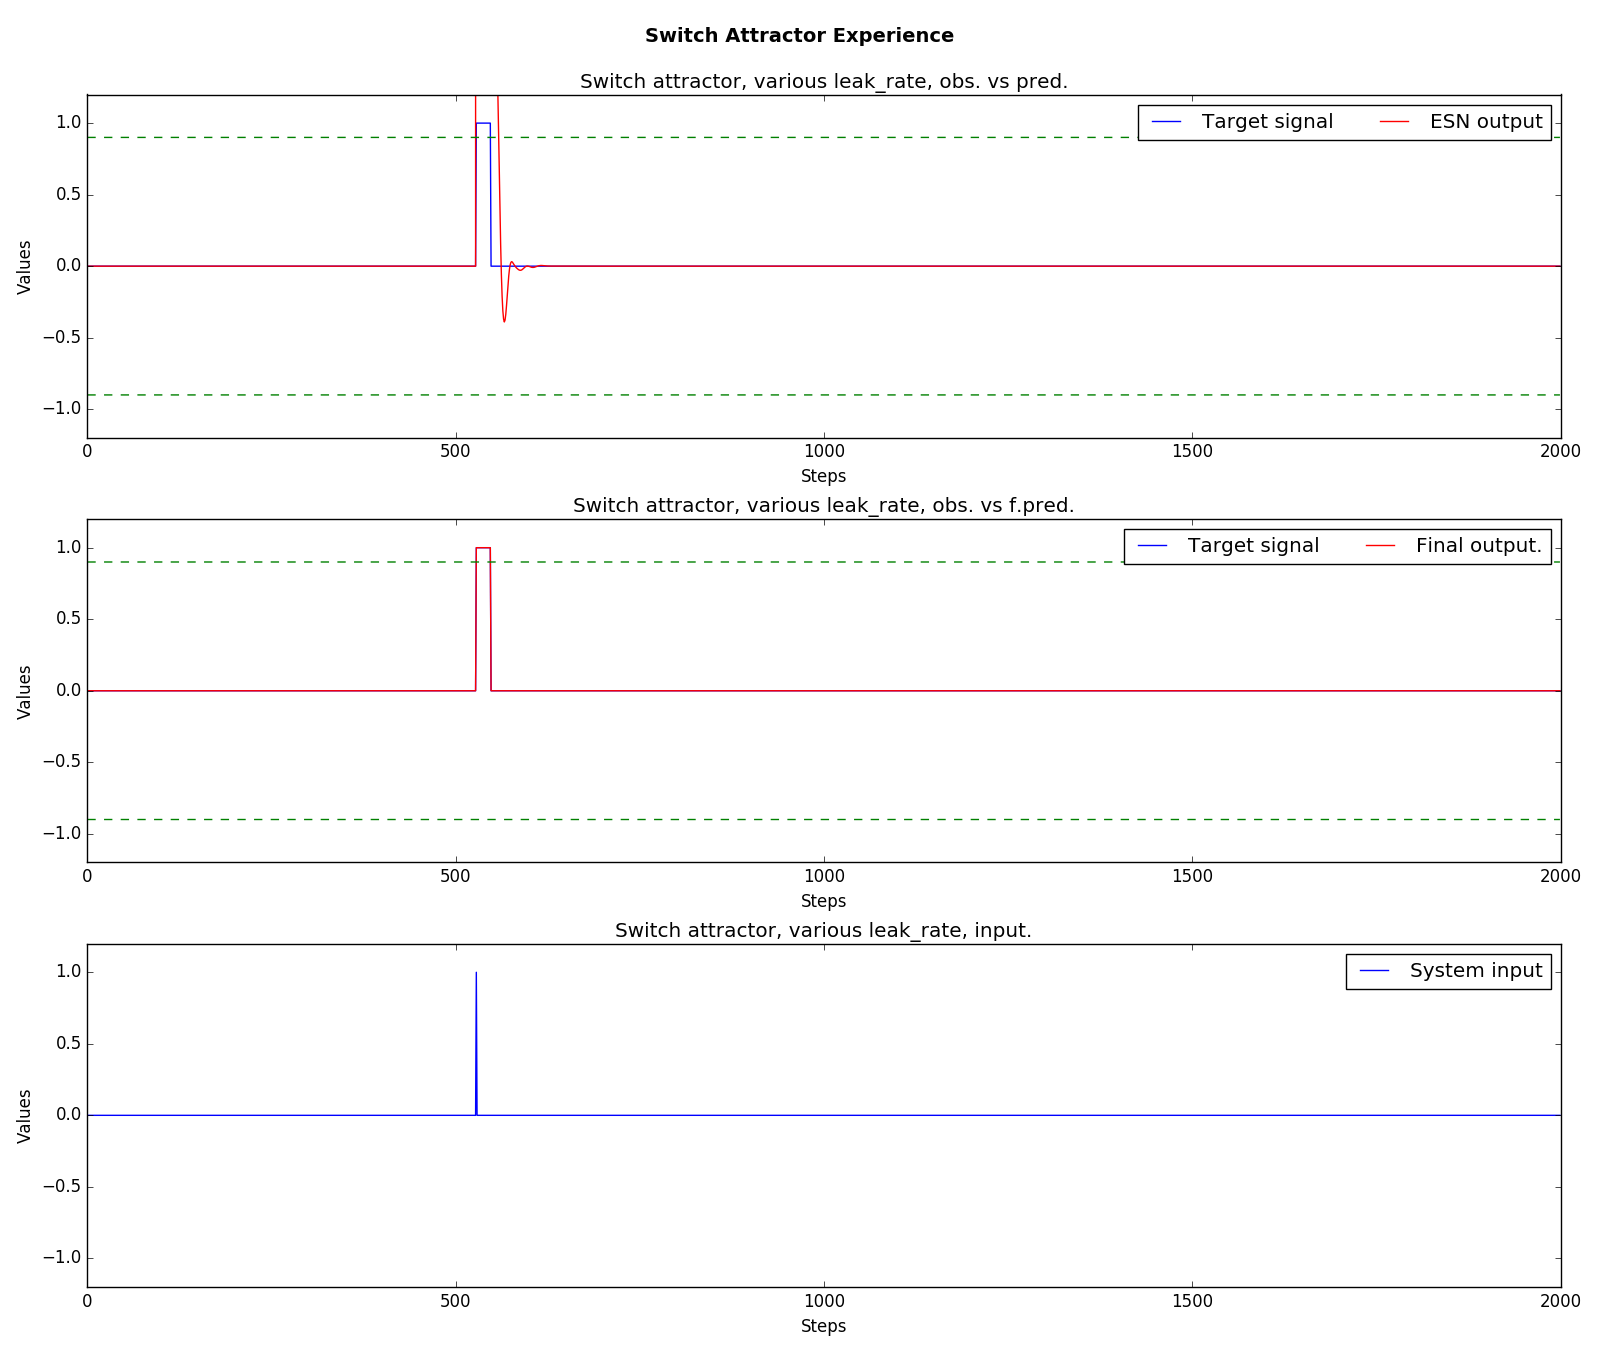 Switch Attractor Experience
Switch attractor, various leak_rate, obs. vs pred.
Target signal ESN output
1.0
0.5
0.0
−0.5
−1.0
Values
0 500 1000 1500 2000
Steps
Switch attractor, various leak_rate, obs. vs f.pred.
Target signal Final output.
1.0
0.5
0.0
−0.5
−1.0
Values
0 500 1000 1500 2000
Steps
Switch attractor, various leak_rate, input.
System input
1.0
0.5
0.0
−0.5
−1.0
Values
0 500 1000 1500 2000
Steps